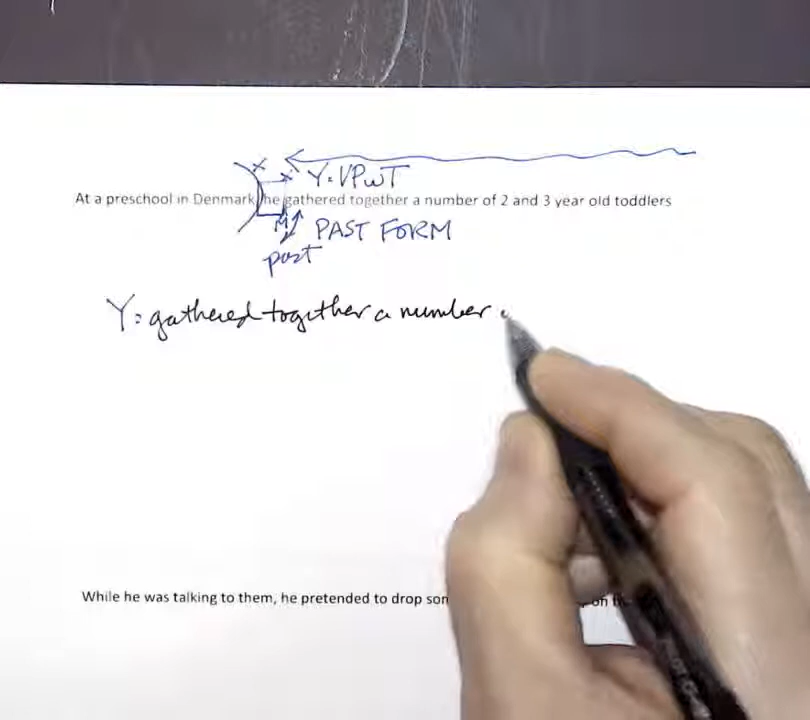 Y:VPwT
At a preschool in Denmark he gathered together a number of 2 and 3 year old toddlers
M
PAST FORM
past
Y: gathered together a number
While he was talking to them, he pretended to drop son on